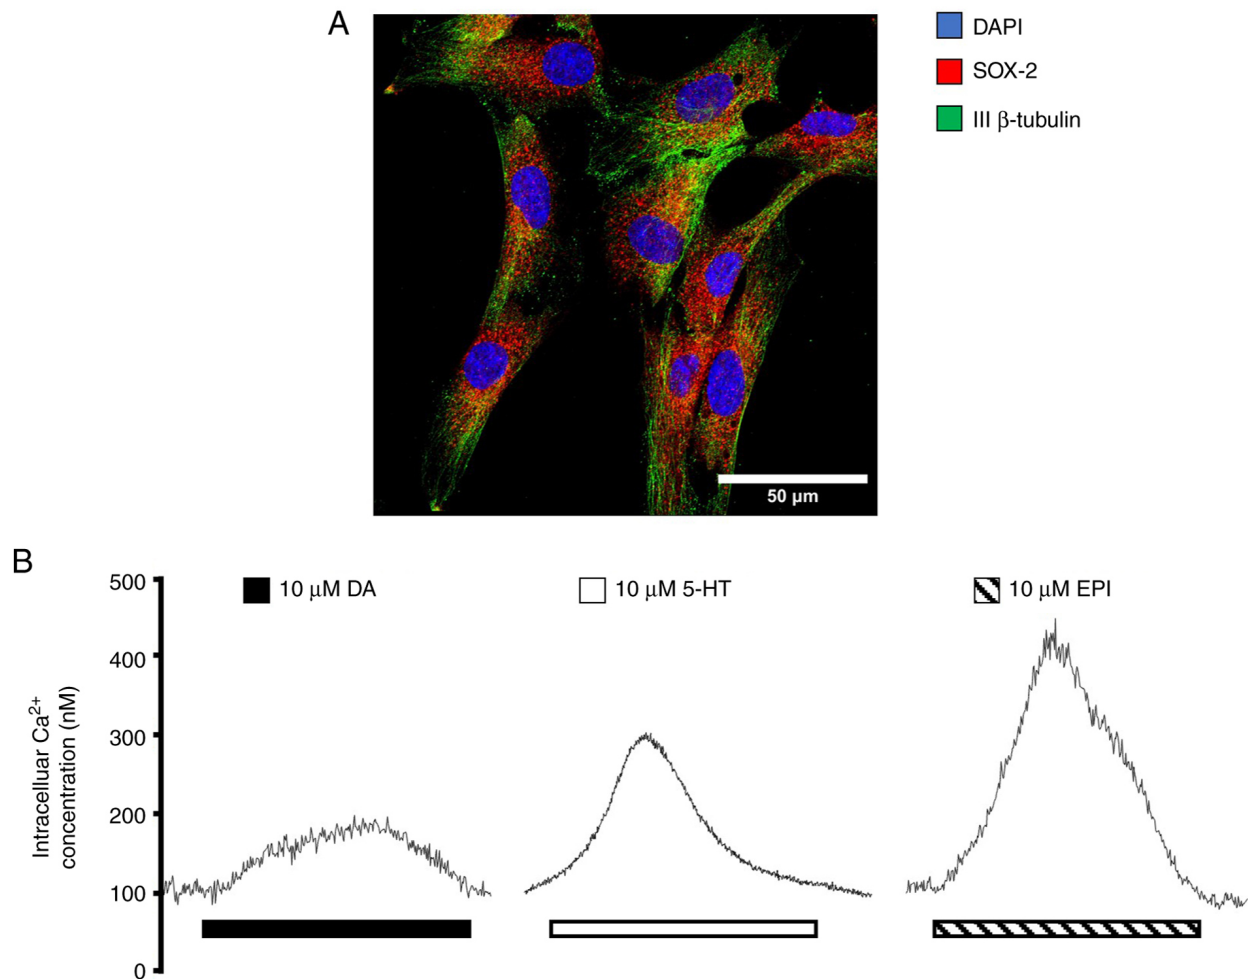 A
DAPI
SOX-2
III β-tubulin
50 µm
B
500
400
300
200
100
0
Intracelluar Ca2+
concentration (nM)
10 µM DA
10 µM 5-HT
10 µM EPI